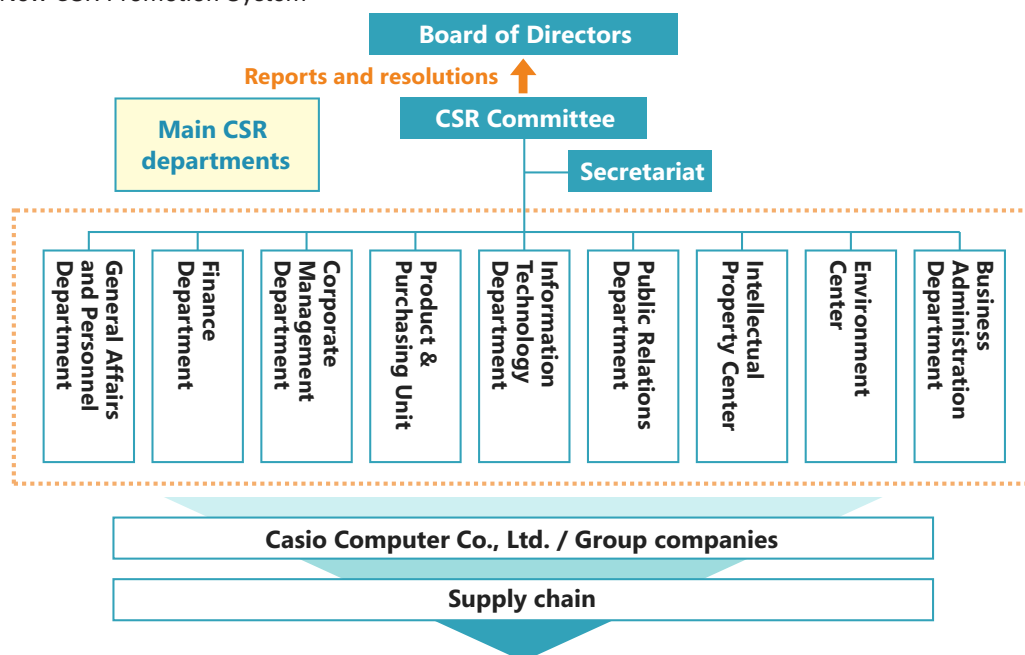 Board of Directors
Reports and resolutions
CSR Committee
Main CSR
departments
Secretariat
General Affairs
and Personnel
Department
Finance
Department
Corporate
Management
Department
Product &
Purchasing Unit
Information
Technology
Department
Public Relations
Department
Intellectual
Property Center
Environment
Center
Business
Administration
Department
Casio Computer Co., Ltd. / Group companies
Supply chain